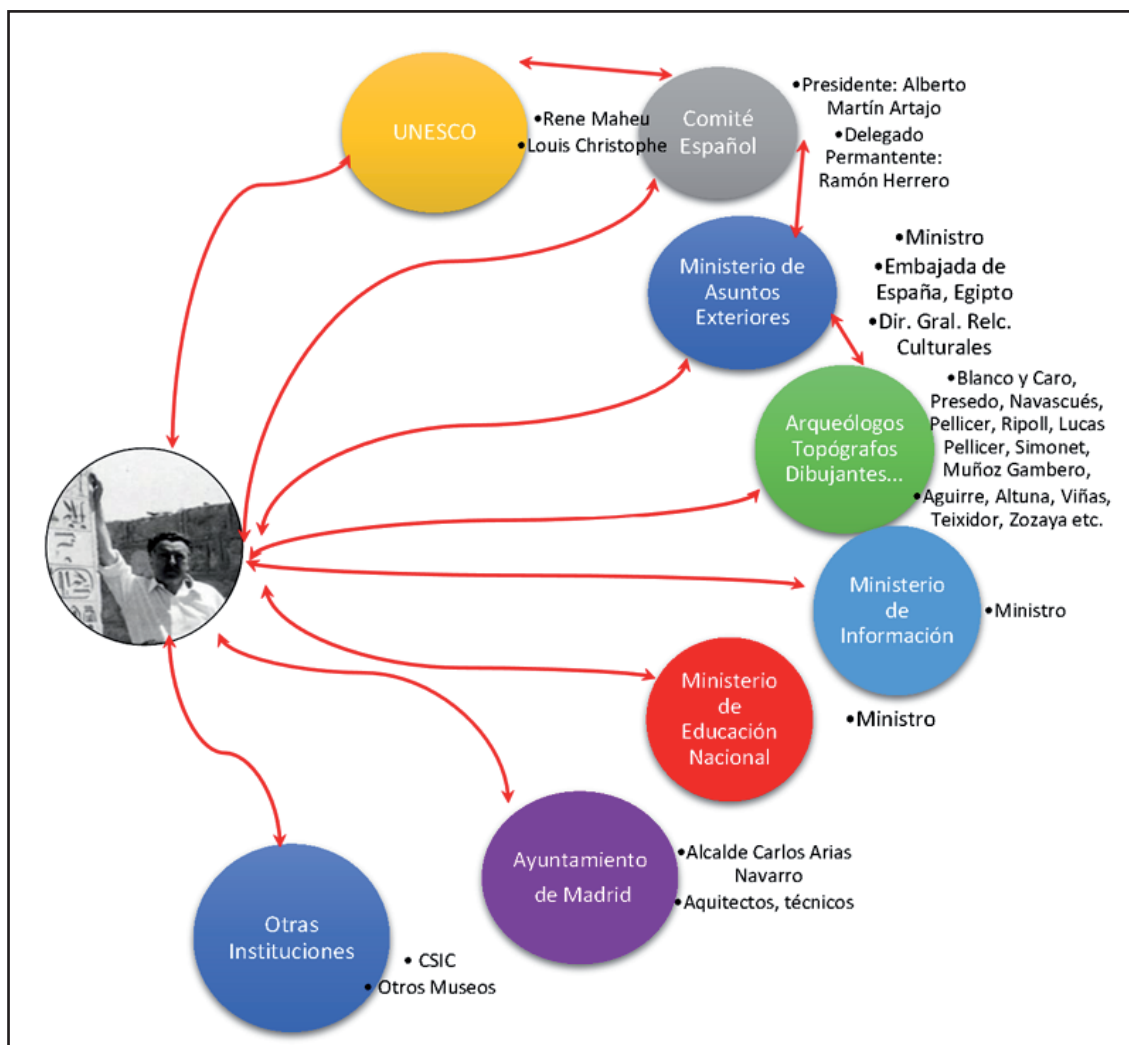 UNESCO
•Rene Maheu
•Louis Christophe
Comité
Español
•Presidente: Alberto
Martín Artajo
•Delegado
Permantente:
Ramón Herrero
Ministerio de
Asuntos
Exteriores
•Ministro
•Embajada de
España, Egipto
•Dir. Gral. Relc.
Culturales
Arqueólogos
Topógrafos
Dibujantes...
•Blanco y Caro,
Presedo, Navascués,
Pellicer, Ripoll, Lucas
Pellicer, Simonet,
Muñoz Gambero,
•Aguirre, Altuna, Viñas,
Teixidor, Zozaya etc.
Ministerio
de
Información
•Ministro
Ministerio
de
Educación
Nacional
•Ministro
Ayuntamiento
de Madrid
•Alcalde Carlos Arias
Navarro
•Aquitectos, técnicos
Otras
Instituciones
• CSIC
• Otros Museos